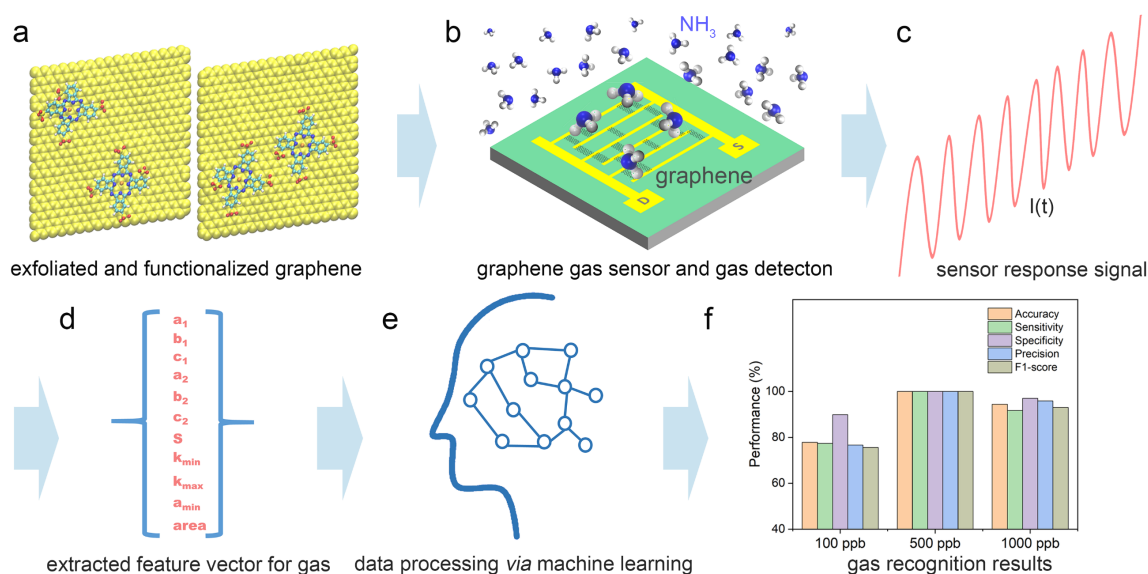 a
exfoliated and functionalized graphene
b
NH3
S
graphene
D
graphene gas sensor and gas detecton
c
I(t)
sensor response signal
d
a1
b1
c1
a2
b2
c2
S
kmin
kmax
amin
area
extracted feature vector for gas
e
data processing via machine learning
f
Accuracy
Sensitivity
Specificity
Precision
F1-score
Performance (%)
100
80
60
40
100 ppb
500 ppb
1000 ppb
gas recognition results